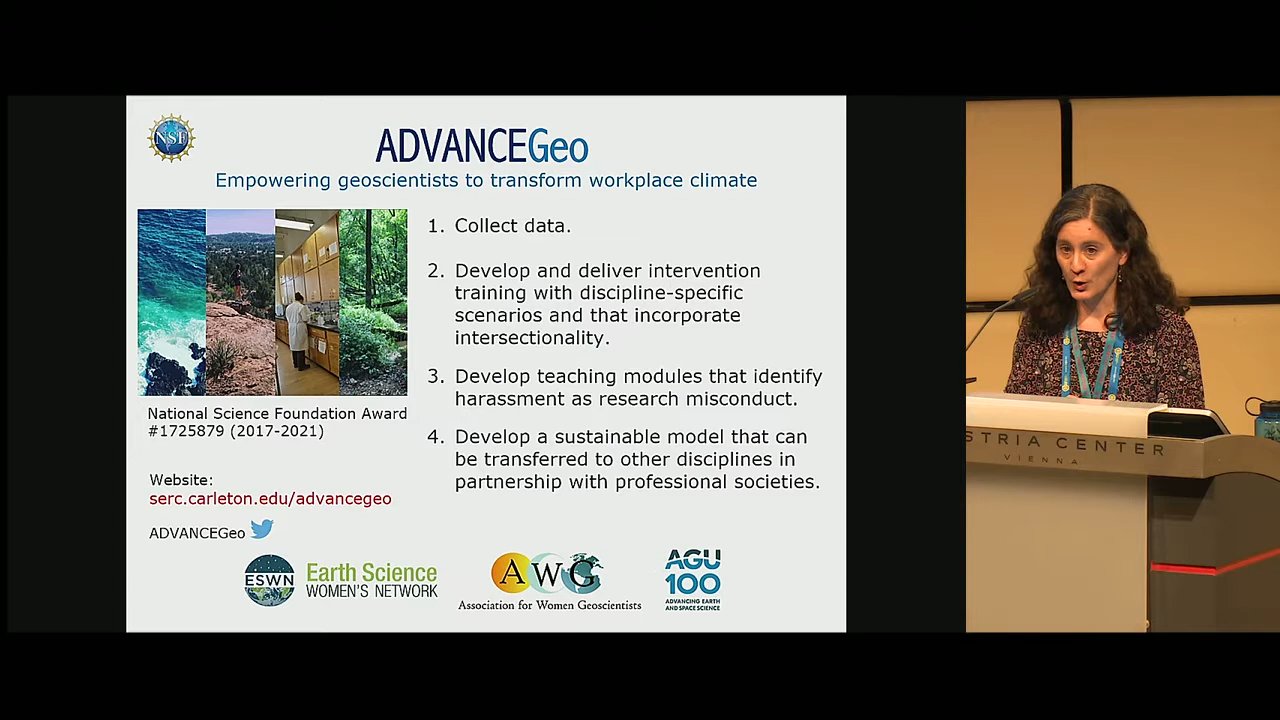 NSF
ADVANCEGeo
Empowering geoscientists to transform workplace climate
1. Collect data.
2. Develop and deliver intervention
training with discipline-specific
scenarios and that incorporate
intersectionality.
3. Develop teaching modules that identify
harassment as research misconduct.
4. Develop a sustainable model that can
be transferred to other disciplines in
partnership with professional societies.
National Science Foundation Award
#1725879 (2017-2021)
Website:
serc.carleton.edu/advancegeo
ADVANCEGeo
ESWN
Earth Science
WOMEN'S NETWORK
AWG
Association for Women Geoscientists
AGU
100
ADVANCING EARTH
AND SPACE SCIENCE
STRIA CENTER
VIENNA